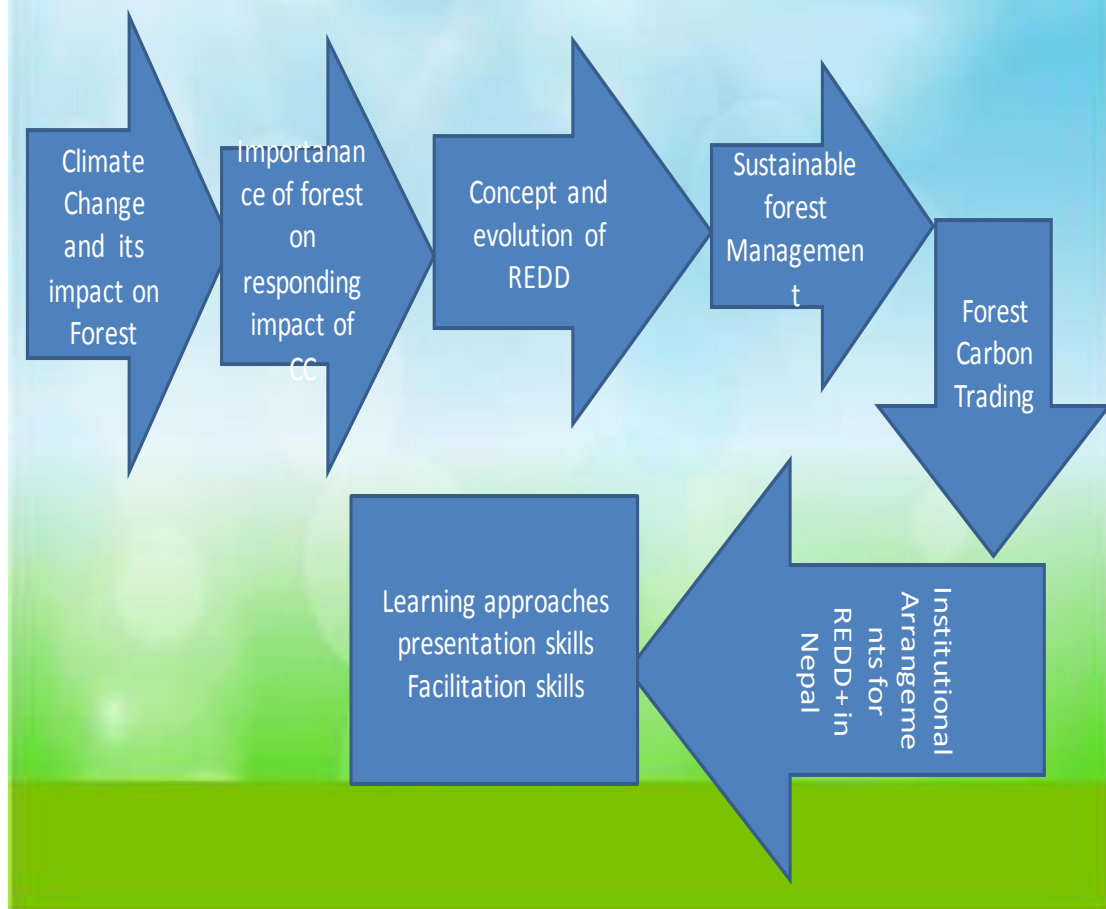 Climate
Change
and its
impact on
Forest
Importanan
ce of forest
on
responding
impact of
CC
Concept and
evolution of
REDD
Sustainable
forest
Managemen
t
Forest
Carbon
Trading
Institutional
Arrangeme
nts for
REDD+ in
Nepal
Learning approaches
presentation skills
Facilitation skills